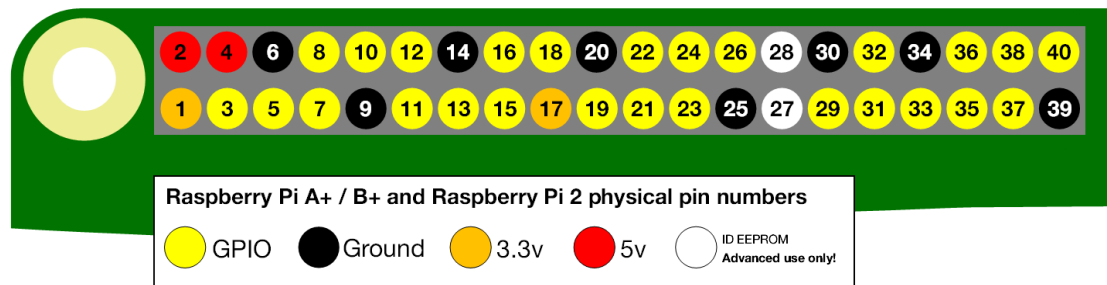 2 4 6 8 10 12 14 16 18 20 22 24 26 28 30 32 34 36 38 40
1 3 5 7 9 11 13 15 17 19 21 23 25 27 29 31 33 35 37 39
Raspberry Pi A+ / B+ and Raspberry Pi 2 physical pin numbers
GPIO Ground 3.3v 5v ID EEPROM
Advanced use only!